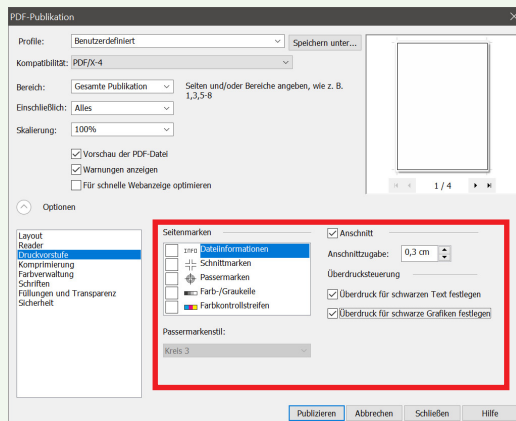 PDF-Publikation
Profile: Benutzerdefiniert Speichern unter...
Kompatibilität: PDF/X-4
Bereich: Gesamte Publikation Seiten und/oder Bereiche angeben, wie z. B.
1,3,5-8
Einschließlich: Alles
Skalierung: 100%
Vorschau der PDF-Datei
Warnungen anzeigen
Für schnelle Webanzeige optimieren
1 / 4
Optionen
Layout
Reader
Druckvorstufe
Komprimierung
Farbverwaltung
Schriften
Füllungen und Transparenz
Sicherheit
Seitenmarken
INFO Dateiinformationen
Schnittmarken
Passermarken
Farb-/Graukeile
Farbkontrollstreifen
Passermarkenstil:
Kreis 3
Anschnitt
Anschnittzugabe: 0,3 cm
Überdrucksteuerung
Überdruck für schwarzen Text festlegen
Überdruck für schwarze Grafiken festlegen
Publizieren Abbrechen Schließen Hilfe